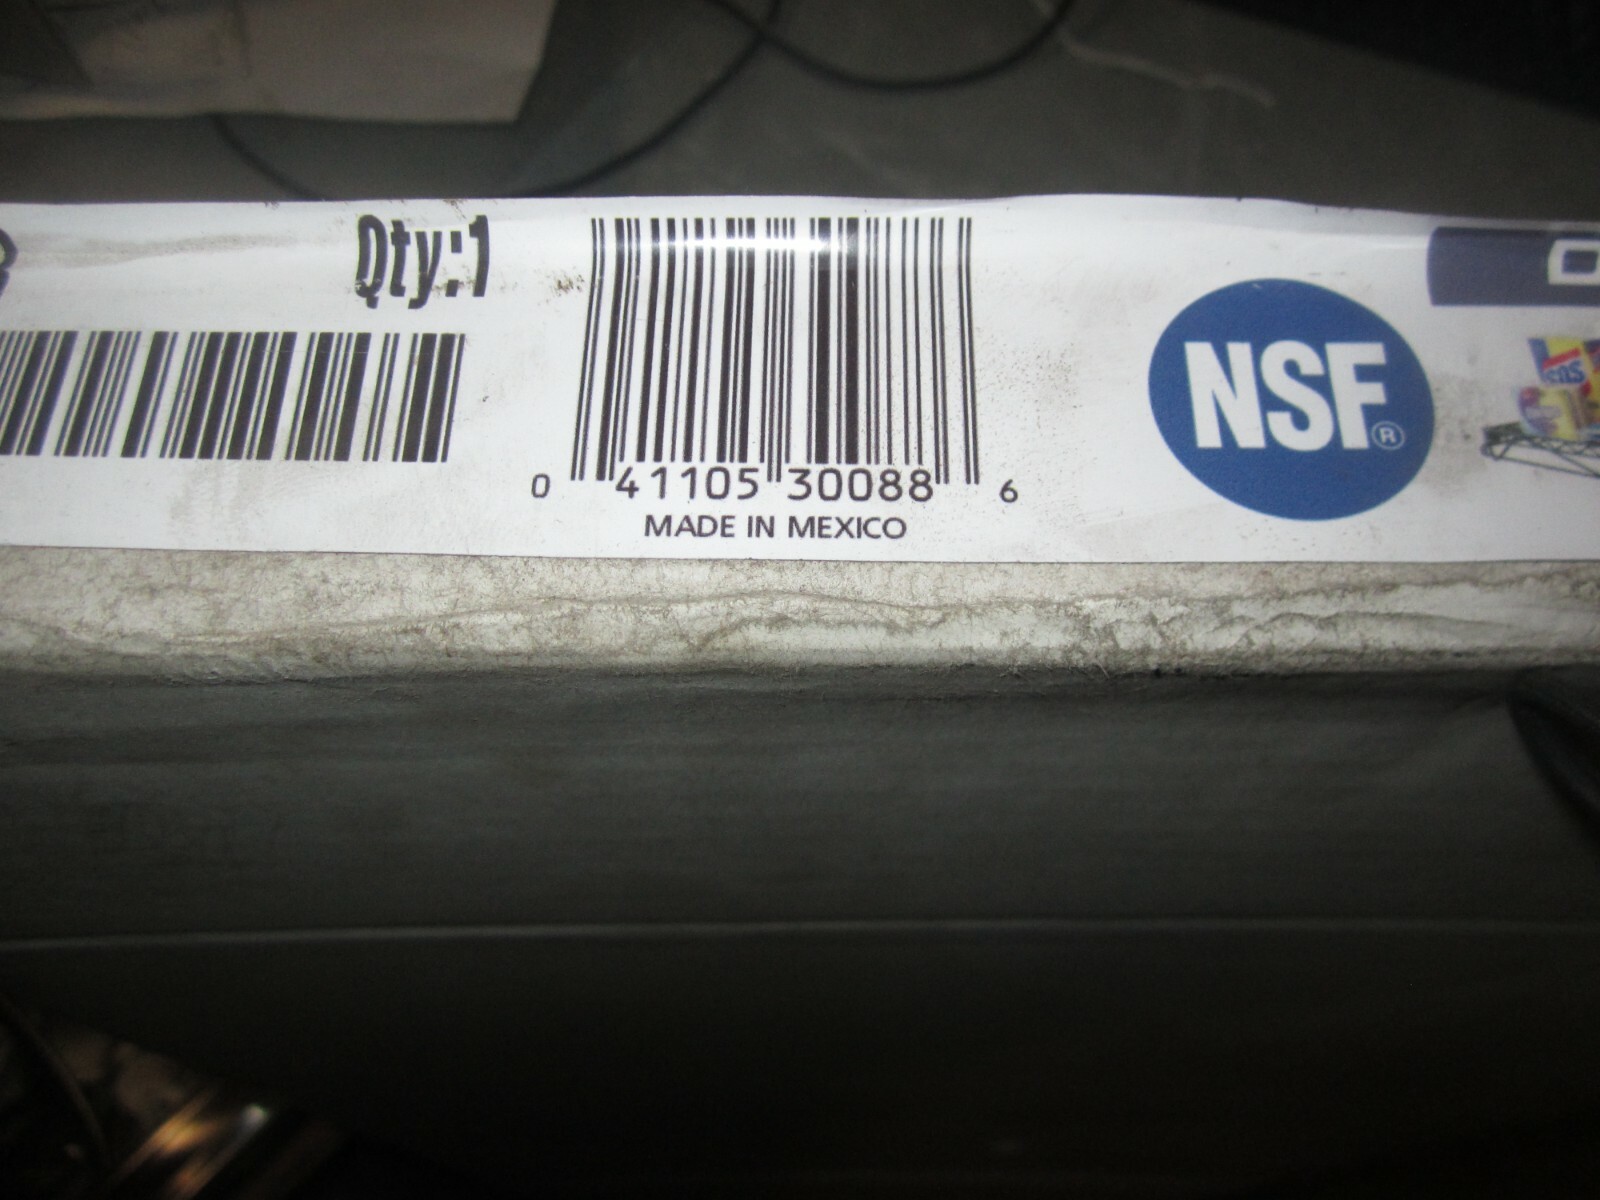 Qty:1
0 41105 30088 6
MADE IN MEXICO
NSF®